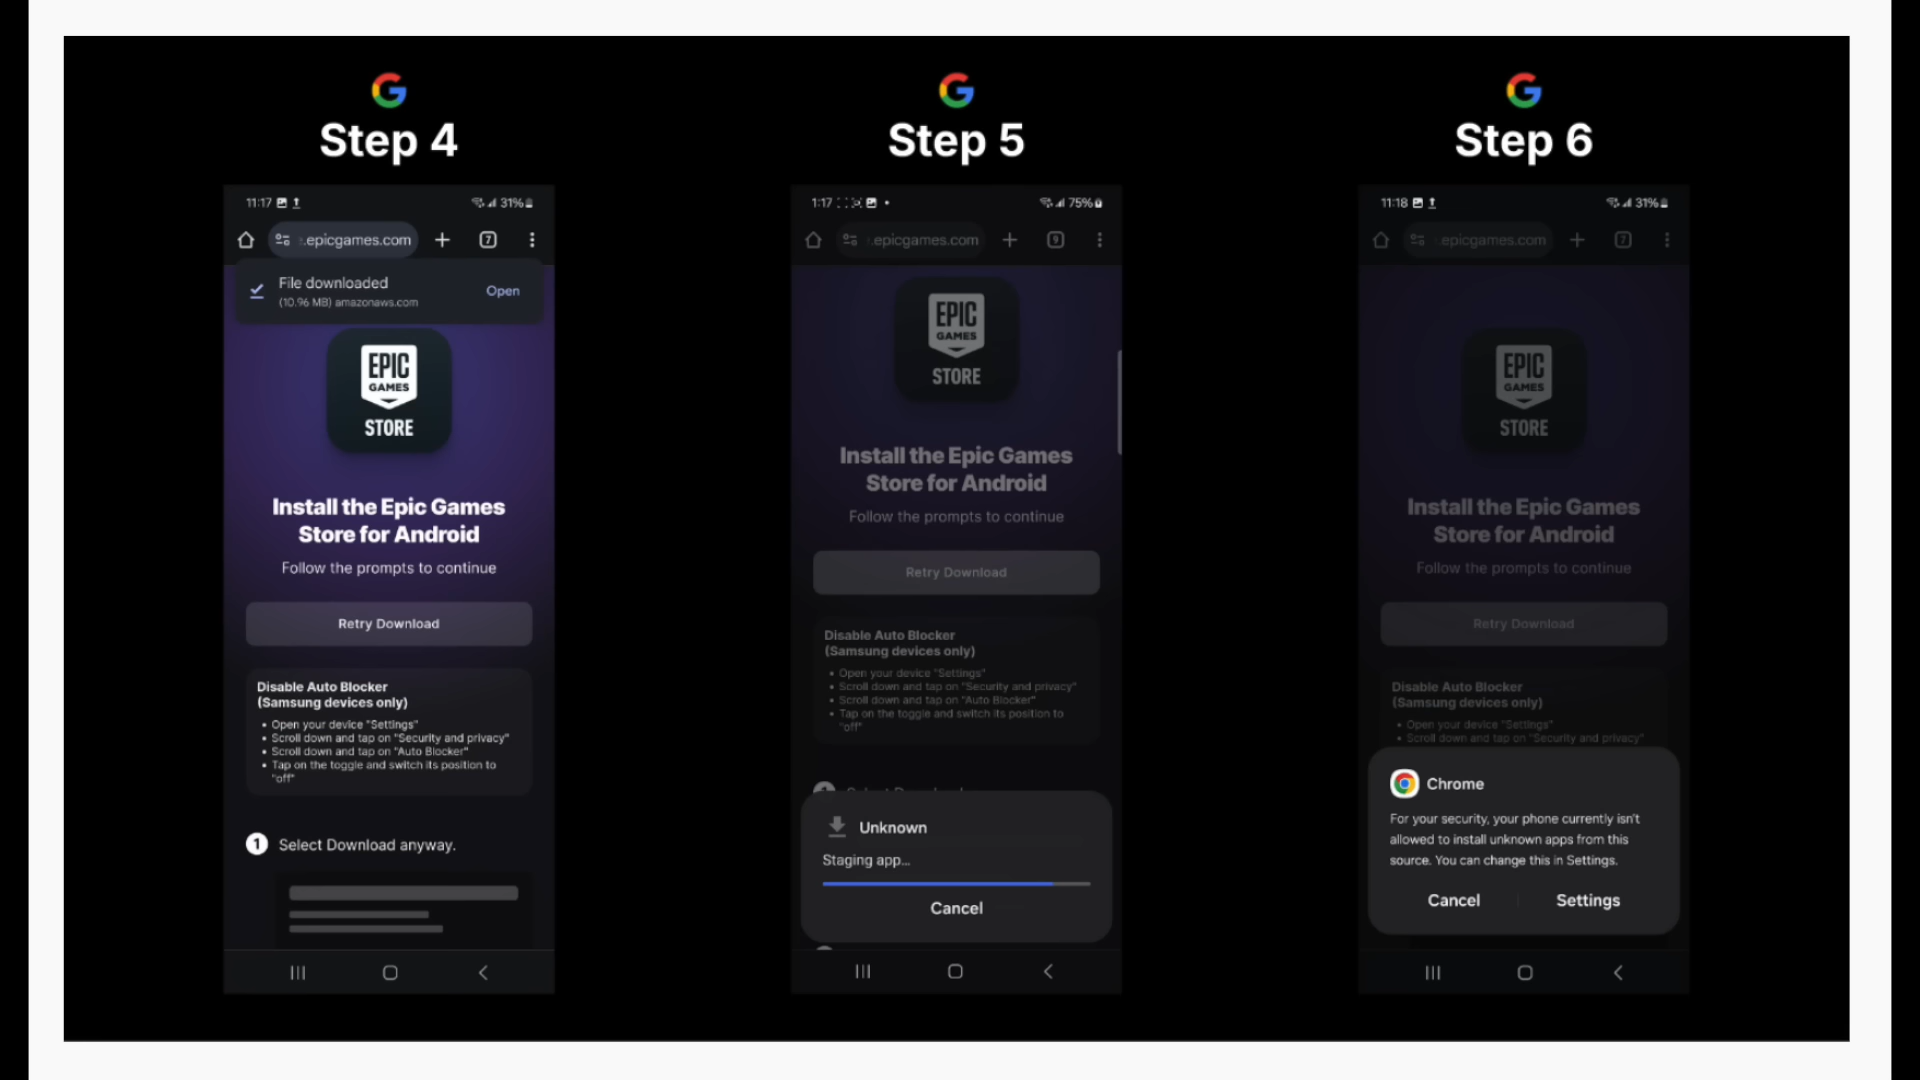 Step 4
11:17
31%
.epicgames.com
7
File downloaded
(10.96 MB) amazonaws.com
Open
EPIC
GAMES
STORE
Install the Epic Games
Store for Android
Follow the prompts to continue
Retry Download
Disable Auto Blocker
(Samsung devices only)
• Open your device "Settings"
• Scroll down and tap on "Security and privacy"
• Scroll down and tap on "Auto Blocker"
• Tap on the toggle and switch its position to
"off"
1 Select Download anyway.
Step 5
1:17
75%
.epicgames.com
9
EPIC
GAMES
STORE
Install the Epic Games
Store for Android
Follow the prompts to continue
Retry Download
Disable Auto Blocker
(Samsung devices only)
• Open your device "Settings"
• Scroll down and tap on "Security and privacy"
• Scroll down and tap on "Auto Blocker"
• Tap on the toggle and switch its position to
"off"
Unknown
Staging app...
Cancel
Step 6
11:18
31%
.epicgames.com
7
EPIC
GAMES
STORE
Install the Epic Games
Store for Android
Follow the prompts to continue
Retry Download
Disable Auto Blocker
(Samsung devices only)
• Open your device "Settings"
• Scroll down and tap on "Security and privacy"
Chrome
For your security, your phone currently isn't
allowed to install unknown apps from this
source. You can change this in Settings.
Cancel
Settings